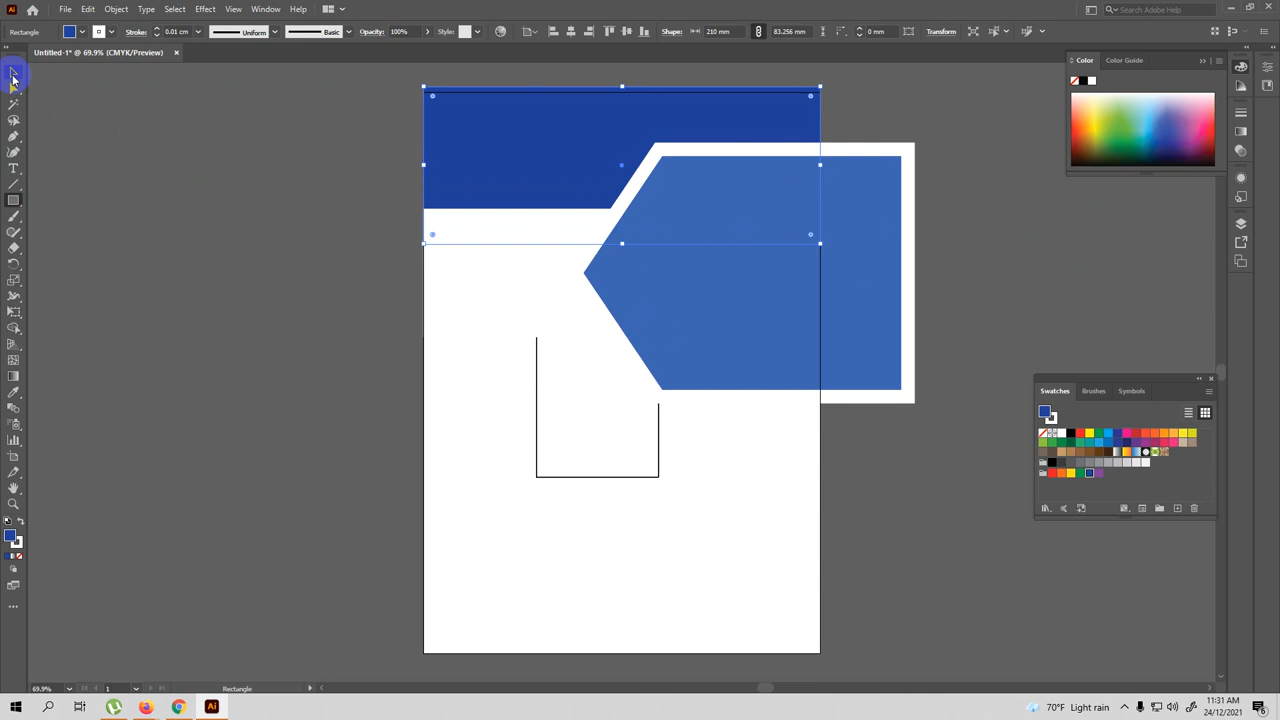 File Edit Object Type Select Effect View Window Help
Search Adobe Help
Rectangle Stroke: 0.01 cm Uniform Basic Opacity: 100% Style: Shape: 210 mm 83.256 mm 0 mm Transform
Untitled-1* @ 69.9% (CMYK/Preview)
Color Color Guide
Swatches Brushes Symbols
69.9% 1 Rectangle
70°F Light rain
11:31 AM
24/12/2021